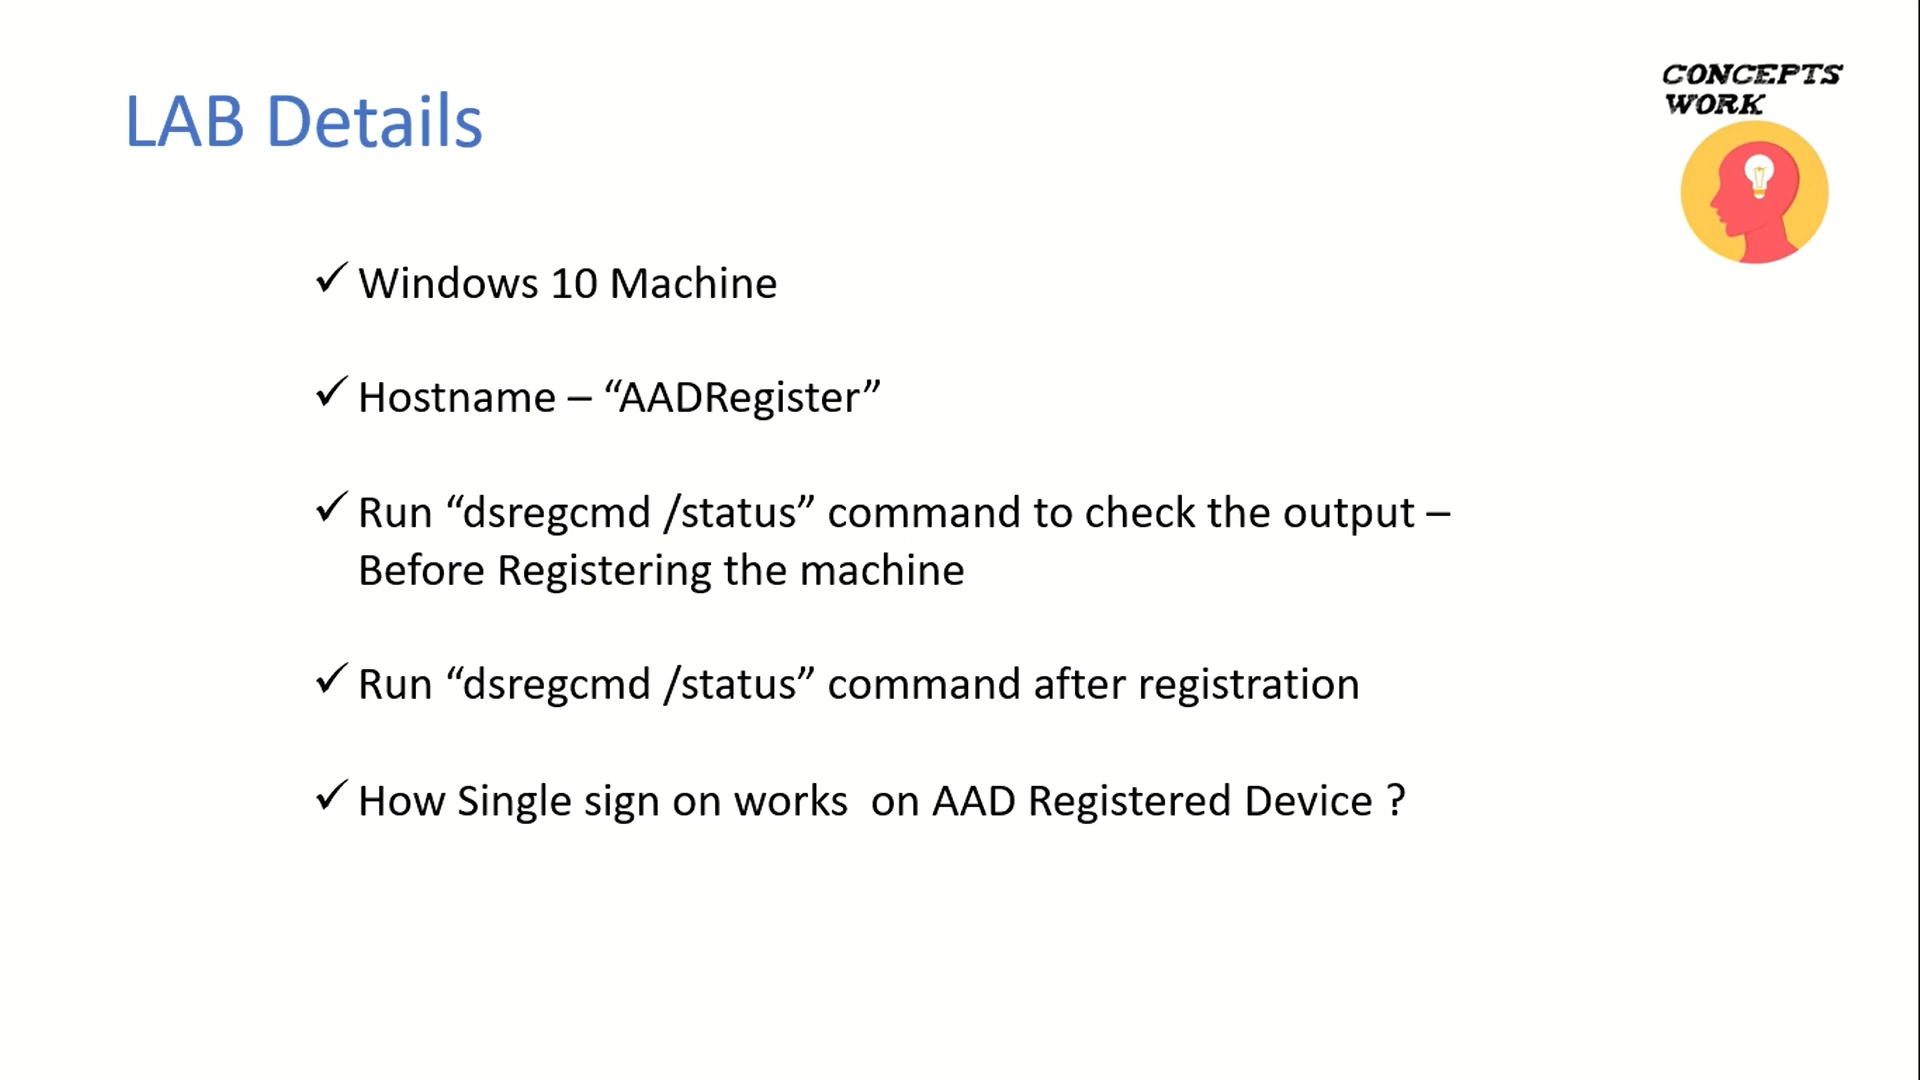 LAB Details
CONCEPTS
WORK
✓ Windows 10 Machine
✓ Hostname – “AADRegister”
✓ Run “dsregcmd /status” command to check the output –
Before Registering the machine
✓ Run “dsregcmd /status” command after registration
✓ How Single sign on works  on AAD Registered Device ?